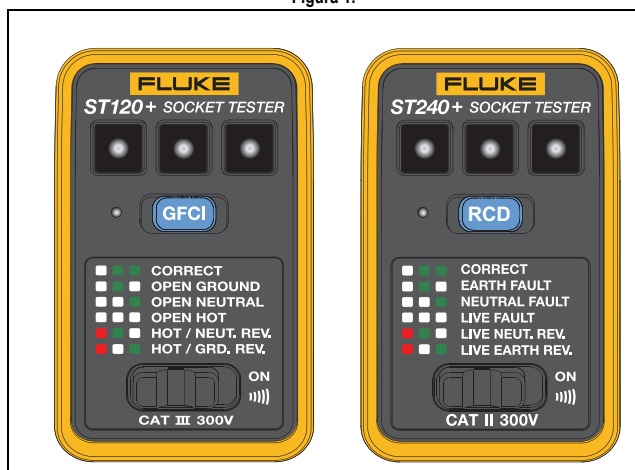 Figura 1.
FLUKE
ST120+ SOCKET TESTER
GFCI
CORRECT
OPEN GROUND
OPEN NEUTRAL
OPEN HOT
HOT / NEUT. REV.
HOT / GRD. REV.
ON
CAT III 300V
FLUKE
ST240+ SOCKET TESTER
RCD
CORRECT
EARTH FAULT
NEUTRAL FAULT
LIVE FAULT
LIVE NEUT. REV.
LIVE EARTH REV.
ON
CAT II 300V